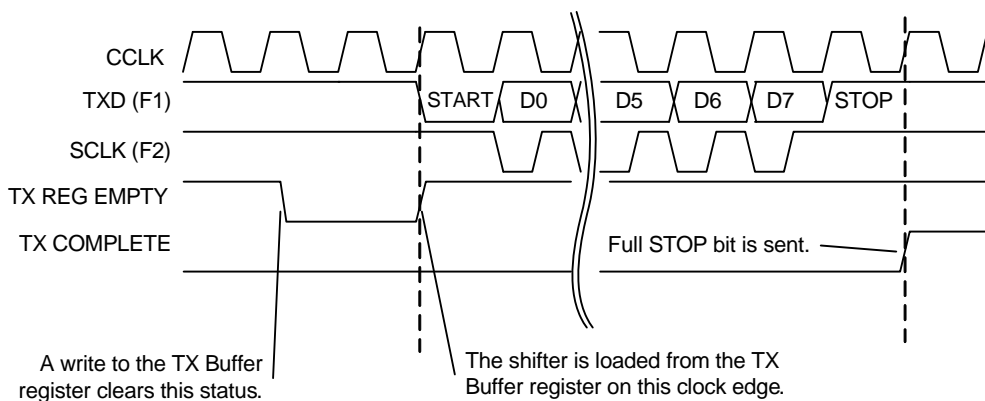 CCLK
TXD (F1)
START
D0
D5
D6
D7
STOP
SCLK (F2)
TX REG EMPTY
TX COMPLETE
Full STOP bit is sent.
A write to the TX Buffer
register clears this status.
The shifter is loaded from the TX
Buffer register on this clock edge.